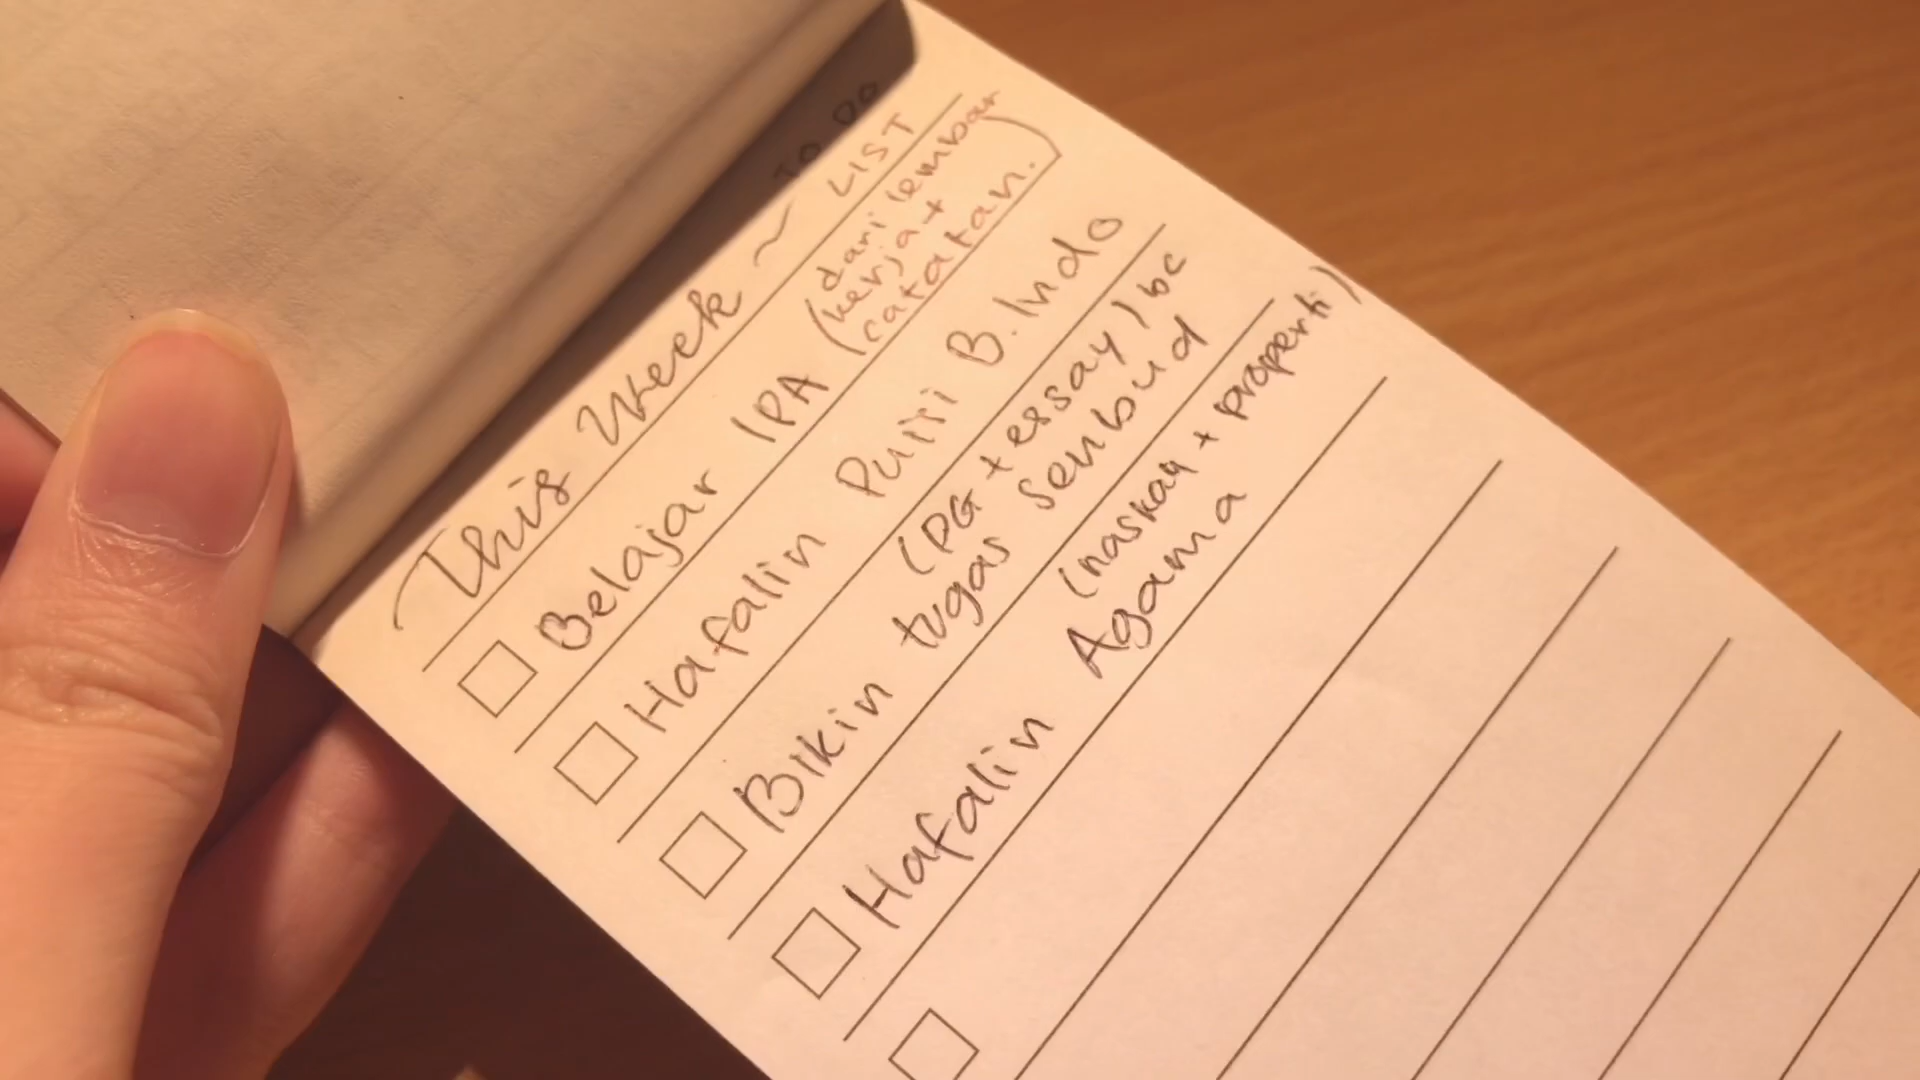 TO DO
This Week ~ LIST
Belajar IPA (dari lembar kerja + catatan.)
Hafalin Puisi B. Indo
(PG + essay) bc
Bikin tugas Senbud
(naskah + properti)
Hafalin Agama